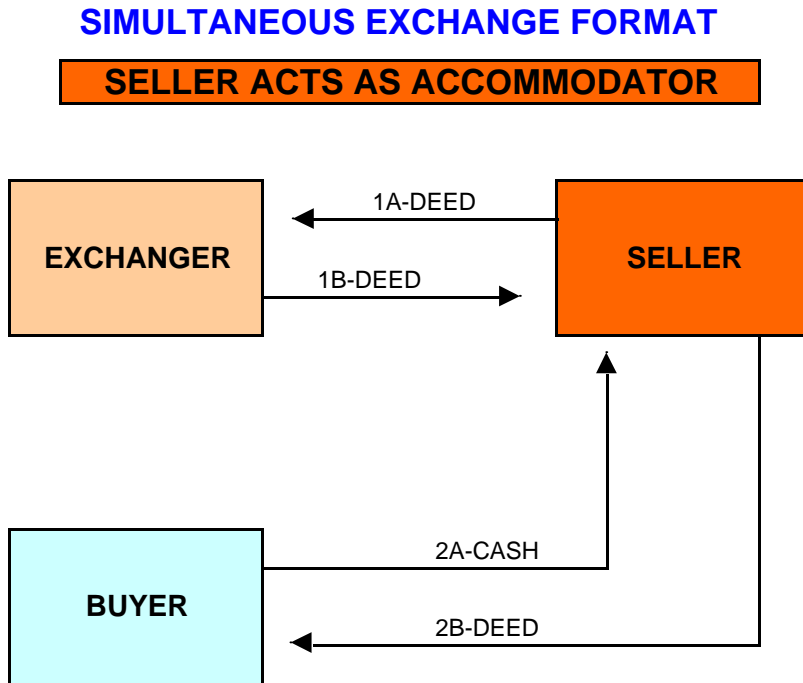 SIMULTANEOUS EXCHANGE FORMAT
SELLER ACTS AS ACCOMMODATOR
1A-DEED
EXCHANGER
SELLER
1B-DEED
2A-CASH
BUYER
2B-DEED